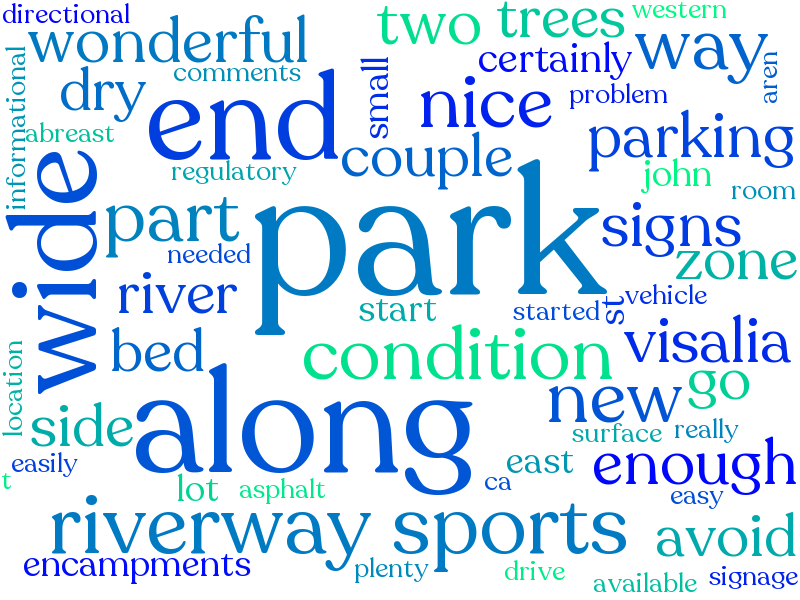 directional
western
two
trees
wonderful
certainly
way
comments
dry
informational
small
nice
problem
aren
abreast
end
couple
parking
regulatory
john
room
wide
part
park
signs
needed
zone
river
start
started
st
vehicle
bed
condition
visalia
location
go
along
new
side
surface
really
easily
east
enough
t
lot
asphalt
ca
easy
riverway sports
avoid
encampments
plenty
drive
available
signage